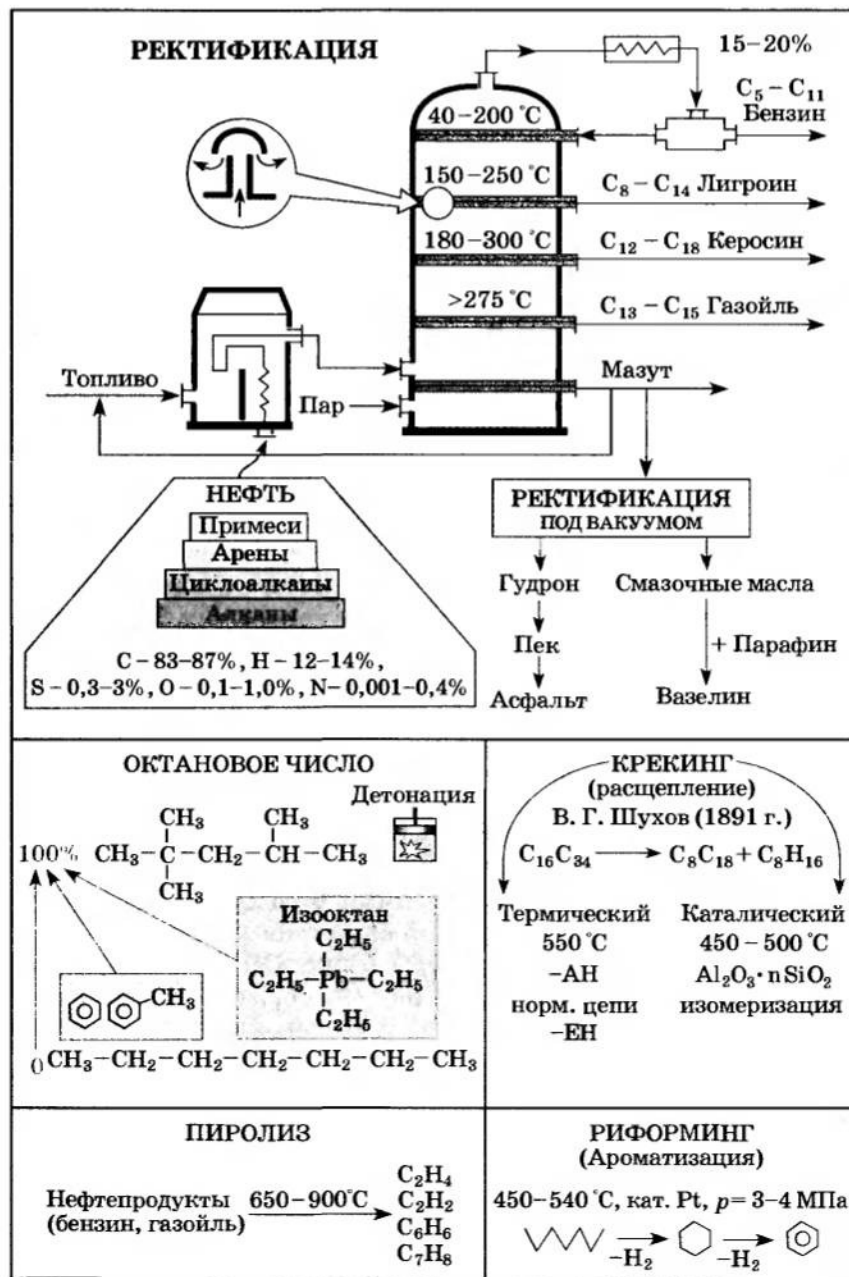 РЕКТИФИКАЦИЯ
15–20%
C₅ – C₁₁
Бензин
40–200 °C
150–250 °C
C₈ – C₁₄ Лигроин
180–300 °C
C₁₂ – C₁₈ Керосин
>275 °C
C₁₃ – C₁₅ Газойль
Топливо
Пар
Мазут
НЕФТЬ
Примеси
Арены
Циклоалканы
Алканы
C – 83–87%, H – 12–14%,
S – 0,3–3%, O – 0,1–1,0%, N– 0,001–0,4%
РЕКТИФИКАЦИЯ
ПОД ВАКУУМОМ
Гудрон
Смазочные масла
Пек
+ Парафин
Асфальт
Вазелин
ОКТАНОВОЕ ЧИСЛО
Детонация
CH₃ CH₃
100% CH₃–C–CH₂–CH–CH₃
CH₃
Изооктан
C₂H₅
C₂H₅–Pb–C₂H₅
C₂H₅
CH₃
0 CH₃–CH₂–CH₂–CH₂–CH₂–CH₂–CH₃
КРЕКИНГ
(расщепление)
В. Г. Шухов (1891 г.)
C₁₆C₃₄ → C₈C₁₈ + C₈H₁₆
Термический
550 °C
–АН
норм. цепи
–ЕН
Каталический
450 – 500 °C
Al₂O₃ · nSiO₂
изомеризация
ПИРОЛИЗ
Нефтепродукты
(бензин, газойль)
650–900°C
C₂H₄
C₂H₂
C₆H₆
C₇H₈
РИФОРМИНГ
(Ароматизация)
450–540 °C, кат. Pt, p= 3–4 МПа
–H₂ –H₂